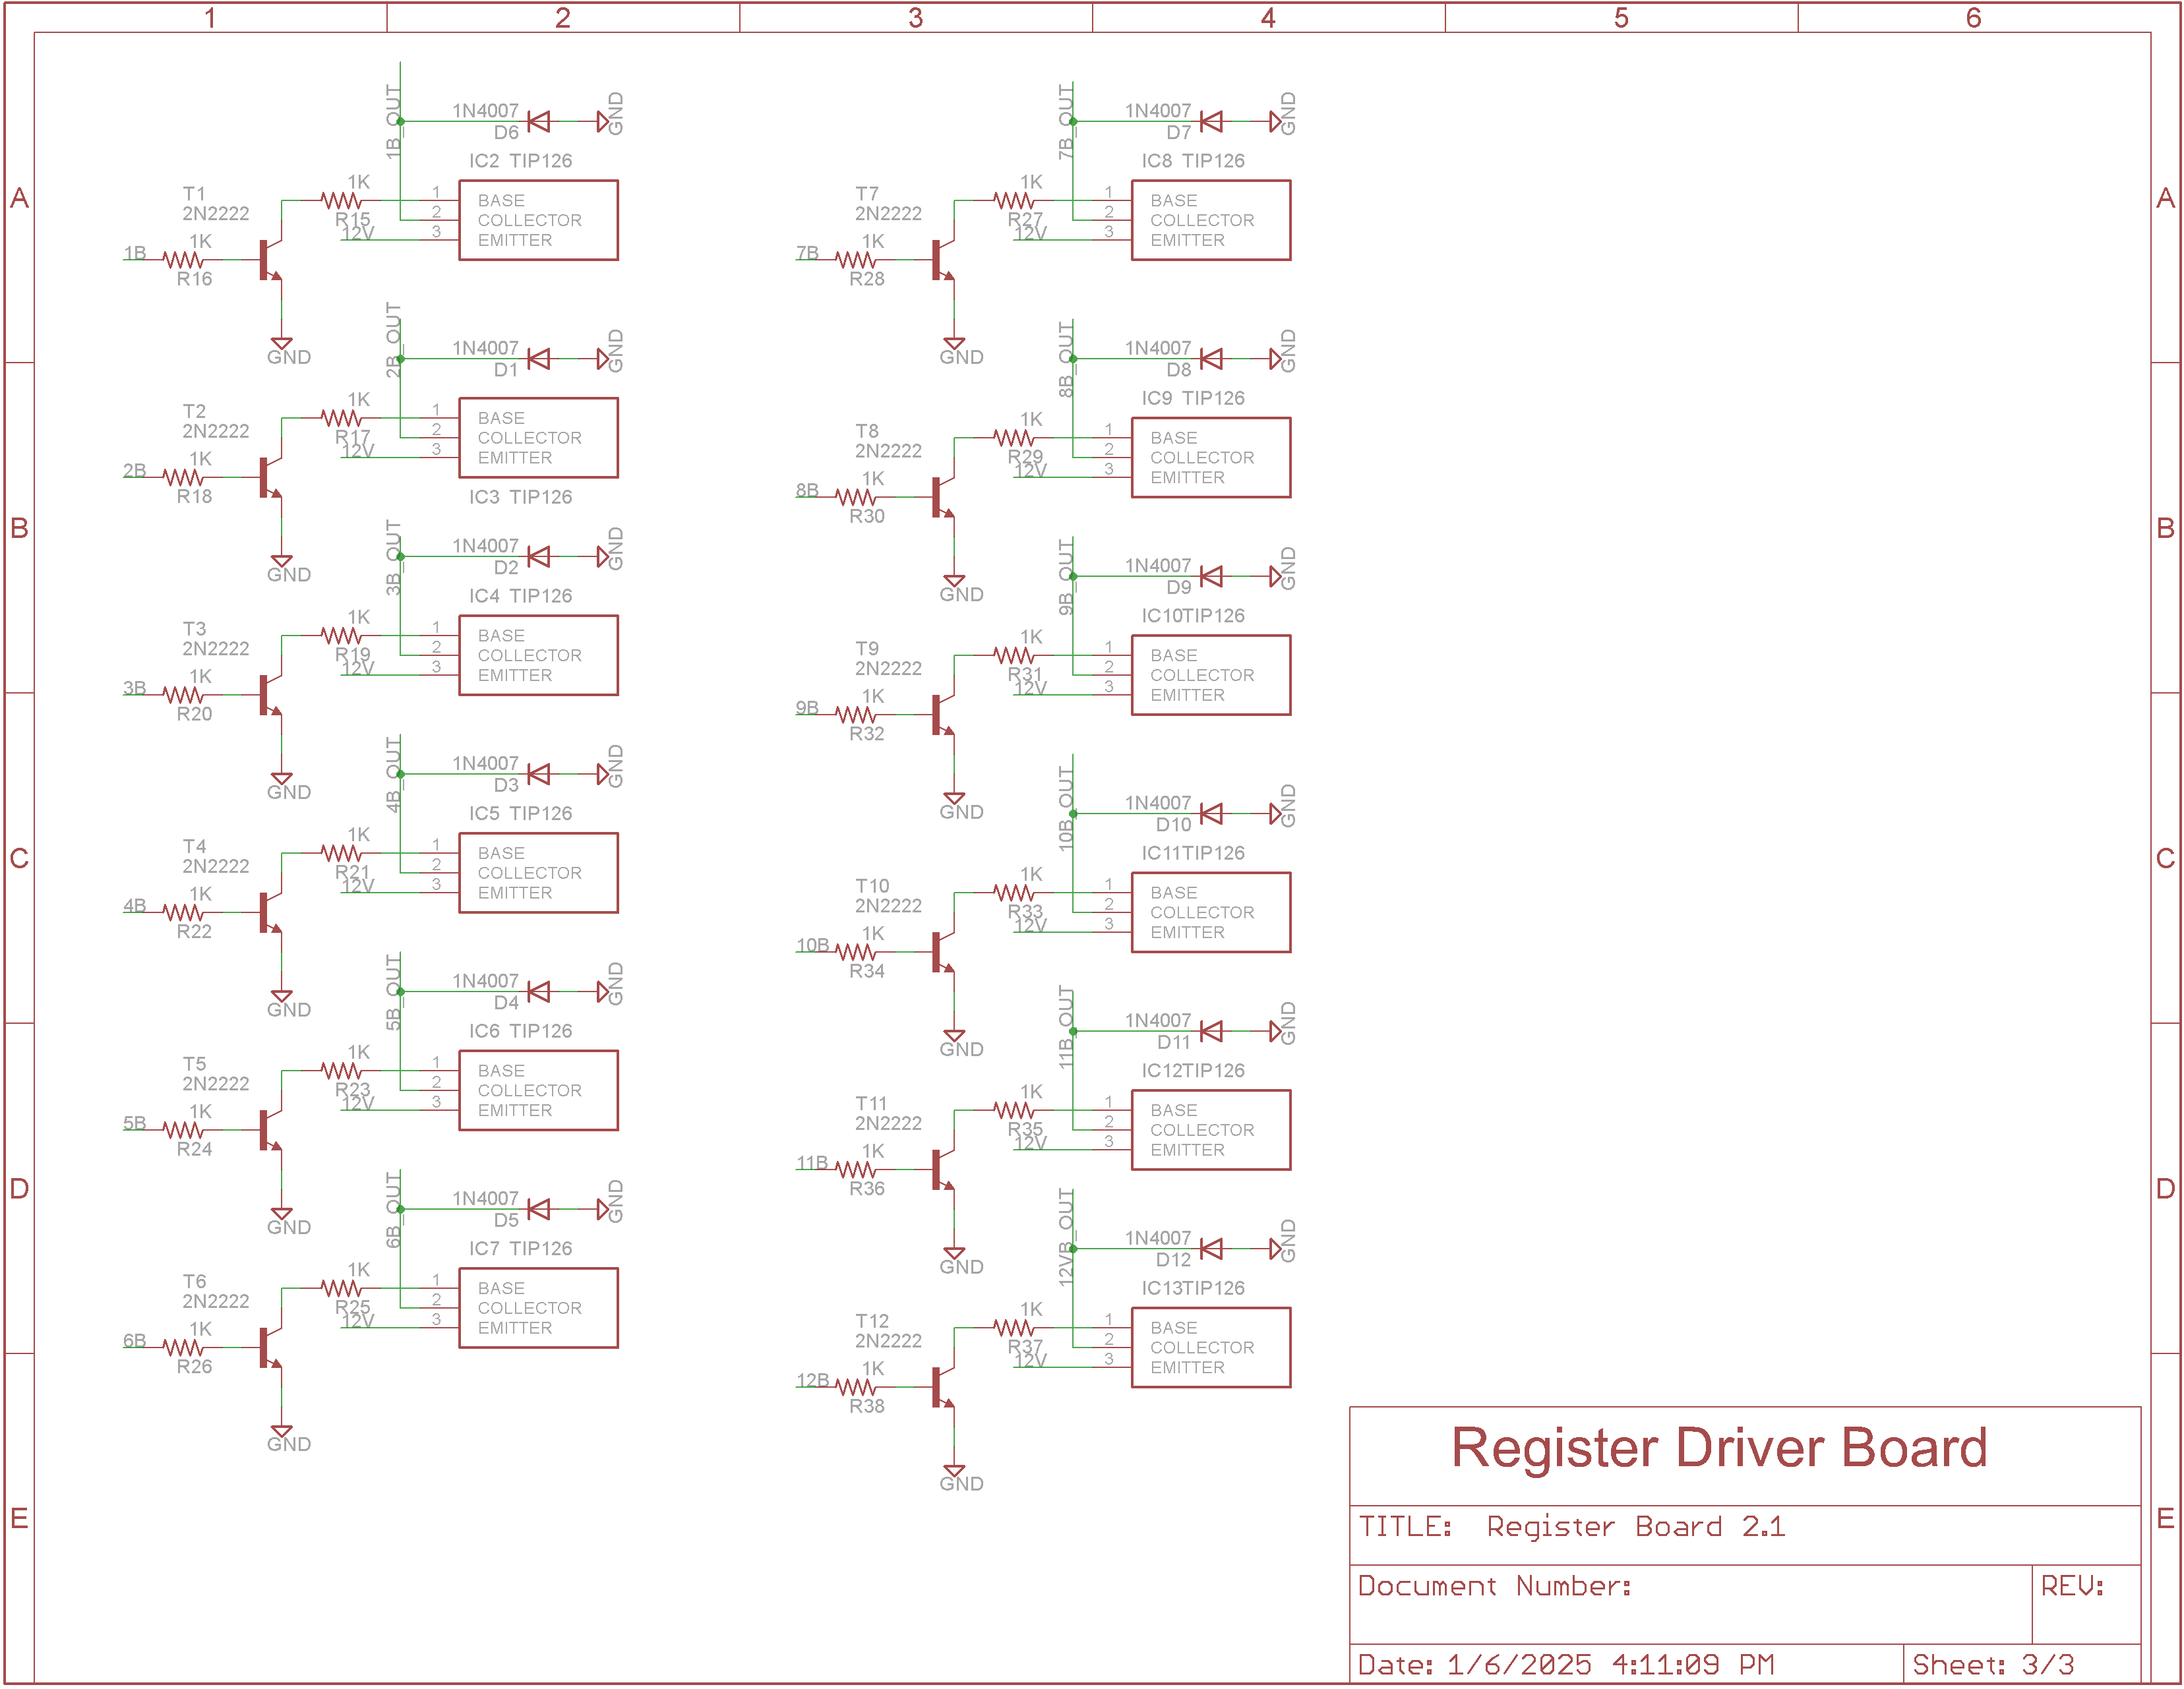 1 2 3 4 5 6
A A
B B
C C
D D
E E
1B_OUT
1N4007
D6
GND
IC2 TIP126
T1
2N2222
1K
R15
12V
1 BASE
2 COLLECTOR
3 EMITTER
1B
1K
R16
GND
2B_OUT
1N4007
D1
GND
T2
2N2222
1K
R17
12V
1 BASE
2 COLLECTOR
3 EMITTER
IC3 TIP126
2B
1K
R18
GND
3B_OUT
1N4007
D2
GND
IC4 TIP126
T3
2N2222
1K
R19
12V
1 BASE
2 COLLECTOR
3 EMITTER
3B
1K
R20
GND
4B_OUT
1N4007
D3
GND
IC5 TIP126
T4
2N2222
1K
R21
12V
1 BASE
2 COLLECTOR
3 EMITTER
4B
1K
R22
GND
5B_OUT
1N4007
D4
GND
IC6 TIP126
T5
2N2222
1K
R23
12V
1 BASE
2 COLLECTOR
3 EMITTER
5B
1K
R24
GND
6B_OUT
1N4007
D5
GND
IC7 TIP126
T6
2N2222
1K
R25
12V
1 BASE
2 COLLECTOR
3 EMITTER
6B
1K
R26
GND
7B_OUT
1N4007
D7
GND
IC8 TIP126
T7
2N2222
1K
R27
12V
1 BASE
2 COLLECTOR
3 EMITTER
7B
1K
R28
GND
8B_OUT
1N4007
D8
GND
IC9 TIP126
T8
2N2222
1K
R29
12V
1 BASE
2 COLLECTOR
3 EMITTER
8B
1K
R30
GND
9B_OUT
1N4007
D9
GND
IC10TIP126
T9
2N2222
1K
R31
12V
1 BASE
2 COLLECTOR
3 EMITTER
9B
1K
R32
GND
10B_OUT
1N4007
D10
GND
IC11TIP126
T10
2N2222
1K
R33
12V
1 BASE
2 COLLECTOR
3 EMITTER
10B
1K
R34
GND
11B_OUT
1N4007
D11
GND
IC12TIP126
T11
2N2222
1K
R35
12V
1 BASE
2 COLLECTOR
3 EMITTER
11B
1K
R36
GND
12VB_OUT
1N4007
D12
GND
IC13TIP126
T12
2N2222
1K
R37
12V
1 BASE
2 COLLECTOR
3 EMITTER
12B
1K
R38
GND
Register Driver Board
TITLE: Register Board 2.1
Document Number: REV:
Date: 1/6/2025 4:11:09 PM Sheet: 3/3